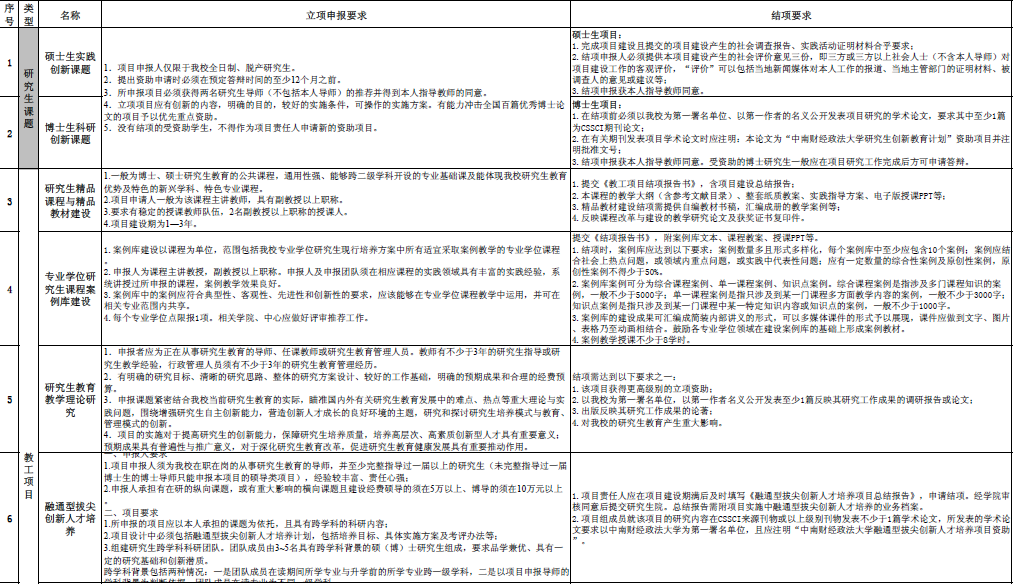 序号 类型 名称 立项申报要求 结项要求
研究生课题
1
硕士生实践
创新课题
2
博士生科研
创新课题
1. 项目申报人仅限于我校全日制、脱产研究生。
2. 提出资助申请时必须在预定答辩时间的至少12个月之前。
3. 所申报项目必须获得两名研究生导师（不包括本人导师）的推荐并得到本人指导教师的同意。
4. 立项项目应有创新的内容，明确的目的，较好的实施条件，可操作的实施方案。有能力冲击全国百篇优秀博士论
文的项目予以优先重点资助。
5. 没有结项的受资助学生，不得作为项目责任人申请新的资助项目。
硕士生项目：
1.完成项目建设且提交的项目建设产生的社会调查报告、实践活动证明材料合乎要求；
2.结项申报人必须提供本项目建设产生的社会评价意见三份，即三方或三方以上社会人士（不含本人导师）对
项目建设工作的客观评价，“评价”可以包括当地新闻媒体对本人工作的报道、当地主管部门的证明材料、被
调查人的意见或建议等；
3.结项申报获本人指导教师同意。
博士生项目：
1.在结项前必须以我校为第一署名单位、以第一作者的名义公开发表项目研究的学术论文，要求其中至少1篇
为CSSCI期刊论文；
2.在有关期刊发表项目学术论文时应注明：本论文为“中南财经政法大学研究生创新教育计划”资助项目并注
明批准文号；
3.结项申报获本人指导教师同意。受资助的博士研究生一般应在项目研究工作完成后方可申请答辩。
教工项目
3
研究生精品
课程与精品
教材建设
1.一般为博士、硕士研究生的公共课程，通用性强、能够跨二级学科开设的专业基础课及能体现我校研究生教育
优势及特色的新兴学科、特色专业课程。
2.项目申请人一般为该课程主讲教师，具有副教授以上职称。
3.要求有稳定的授课教师队伍，2名副教授以上职称的授课人。
4.项目建设期为1—3年。
1.提交《教工项目结项报告书》，含项目建设总结报告；
2.本课程的教学大纲（含参考文献目录）、整套纸质教案、实践指导方案、电子版授课PPT等；
3.精品教材建设结项需提供自编教材书稿，汇编成册的教学案例等；
4.反映课程改革与建设的教学研究论文及获奖证书复印件。
4
专业学位研
究生课程案
例库建设
1.案例库建设以课程为单位，范围包括我校专业学位研究生现行培养方案中所有适宜采取案例教学的专业学位课程
。
2.申报人为课程主讲教授、副教授以上职称。申报人及申报团队须在相应课程的实践领域具有丰富的实践经验，系
统讲授过所申报的课程，案例教学效果良好。
3.案例库中的案例应符合典型性、客观性、先进性和创新性的要求，应该能够在专业学位课程教学中运用，并可在
相关专业范围内共享。
4.每个专业学位点限报1项。相关学院、中心应做好评审推荐工作。
提交《结项报告书》，附案例库文本、课程教案、授课PPT等。
1.结项时，案例库应达到以下要求：案例数量多且形式多样化，每个案例库中至少应包含10个案例；案例应结
合社会上热点问题，或领域内重点问题，或实践中代表性问题；应有一定数量的综合性案例及原创性案例，原
创性案例不得少于50%。
2.案例库案例可分为综合课程案例、单一课程案例、知识点案例。综合课程案例是指涉及多门课程知识的案
例，一般不少于5000字；单一课程案例是指只涉及到某一门课程多方面教学内容的案例，一般不少于3000字；
知识点案例是指只涉及到某一门课程中某一特定知识内容或知识点的案例，一般不少于1000字。
3.案例库的建设成果可汇编成简装内部讲义的形式，可以多媒体课件的形式予以展现，课件应做到文字、图片
、表格乃至动画相结合。鼓励各专业学位领域在建设案例库的基础上形成案例教材。
4.案例教学授课不少于8学时。
5
研究生教育
教学理论研
究
1. 申报者应为正在从事研究生教育的导师、任课教师或研究生教育管理人员。教师有不少于3年的研究生指导或研
究生教学经验，行政管理人员须有不少于3年的研究生教育管理经历。
2. 有明确的研究目标、清晰的研究思路、整体的研究方案设计、较好的工作基础，明确的预期成果和合理的经费预
算。
3. 申报课题紧密结合我校当前研究生教育的实际，瞄准国内外有关研究生教育发展中的难点、热点等重大理论与实
践问题，围绕增强研究生自主创新能力，营造创新人才成长的良好环境的主题，研究和探讨研究生培养模式与教育、
管理模式的创新。
4. 项目的实施对于提高研究生的创新能力，保障研究生培养质量，培养高层次、高素质创新型人才具有重要意义；
预期成果具有普遍性与推广意义，对于深化研究生教育改革，促进研究生教育健康发展具有重要推动作用。
结项需达到以下要求之一：
1.该项目获得更高级别的立项资助；
2.以我校为第一署名单位，以第一作者名义公开发表至少1篇反映其研究工作成果的调研报告或论文；
3.出版反映其研究工作成果的论著；
4.对我校的研究生教育产生重大影响。
6
融通型拔尖
创新人才培
养
一、申报人要求
1.项目申报人须为我校在职在岗的从事研究生教育的导师，并至少完整指导过一届以上的研究生（未完整指导过一届
博士生的博士导师只能申报本项目的硕导类项目），经验较丰富、责任心强；
2.申报人承担有在研的纵向课题，或有重大影响的横向课题且建设经费硕导的须在5万以上、博导的须在10万元以上
。
二、项目要求
1.所申报的项目应以本人承担的课题为依托，且具有跨学科的科研内容；
2.项目设计中必须包括融通型拔尖创新人才培养计划，包括培养目标、具体实施方案及考评办法等；
3.组建研究生跨学科科研团队。团队成员由3~5名具有跨学科背景的硕（博）士研究生组成，要求品学兼优、具有一
定的研究基础和创新潜质。
跨学科背景包括两种情况：一是团队成员在读期间所学专业与升学前的所学专业跨一级学科，二是以项目申报导师的
1.项目责任人应在项目建设期满后及时填写《融通型拔尖创新人才培养项目总结报告》，申请结项。经学院审
核同意后提交研究生院。总结报告需附项目实施中融通型拔尖创新人才培养的业务档案。
2.项目组成员就该项目的研究内容在CSSCI来源刊物或以上级别刊物发表不少于1篇学术论文，所发表的学术论
文要求以中南财经政法大学为第一署名单位，且应注明“中南财经政法大学融通型拔尖创新人才培养项目资助
”。